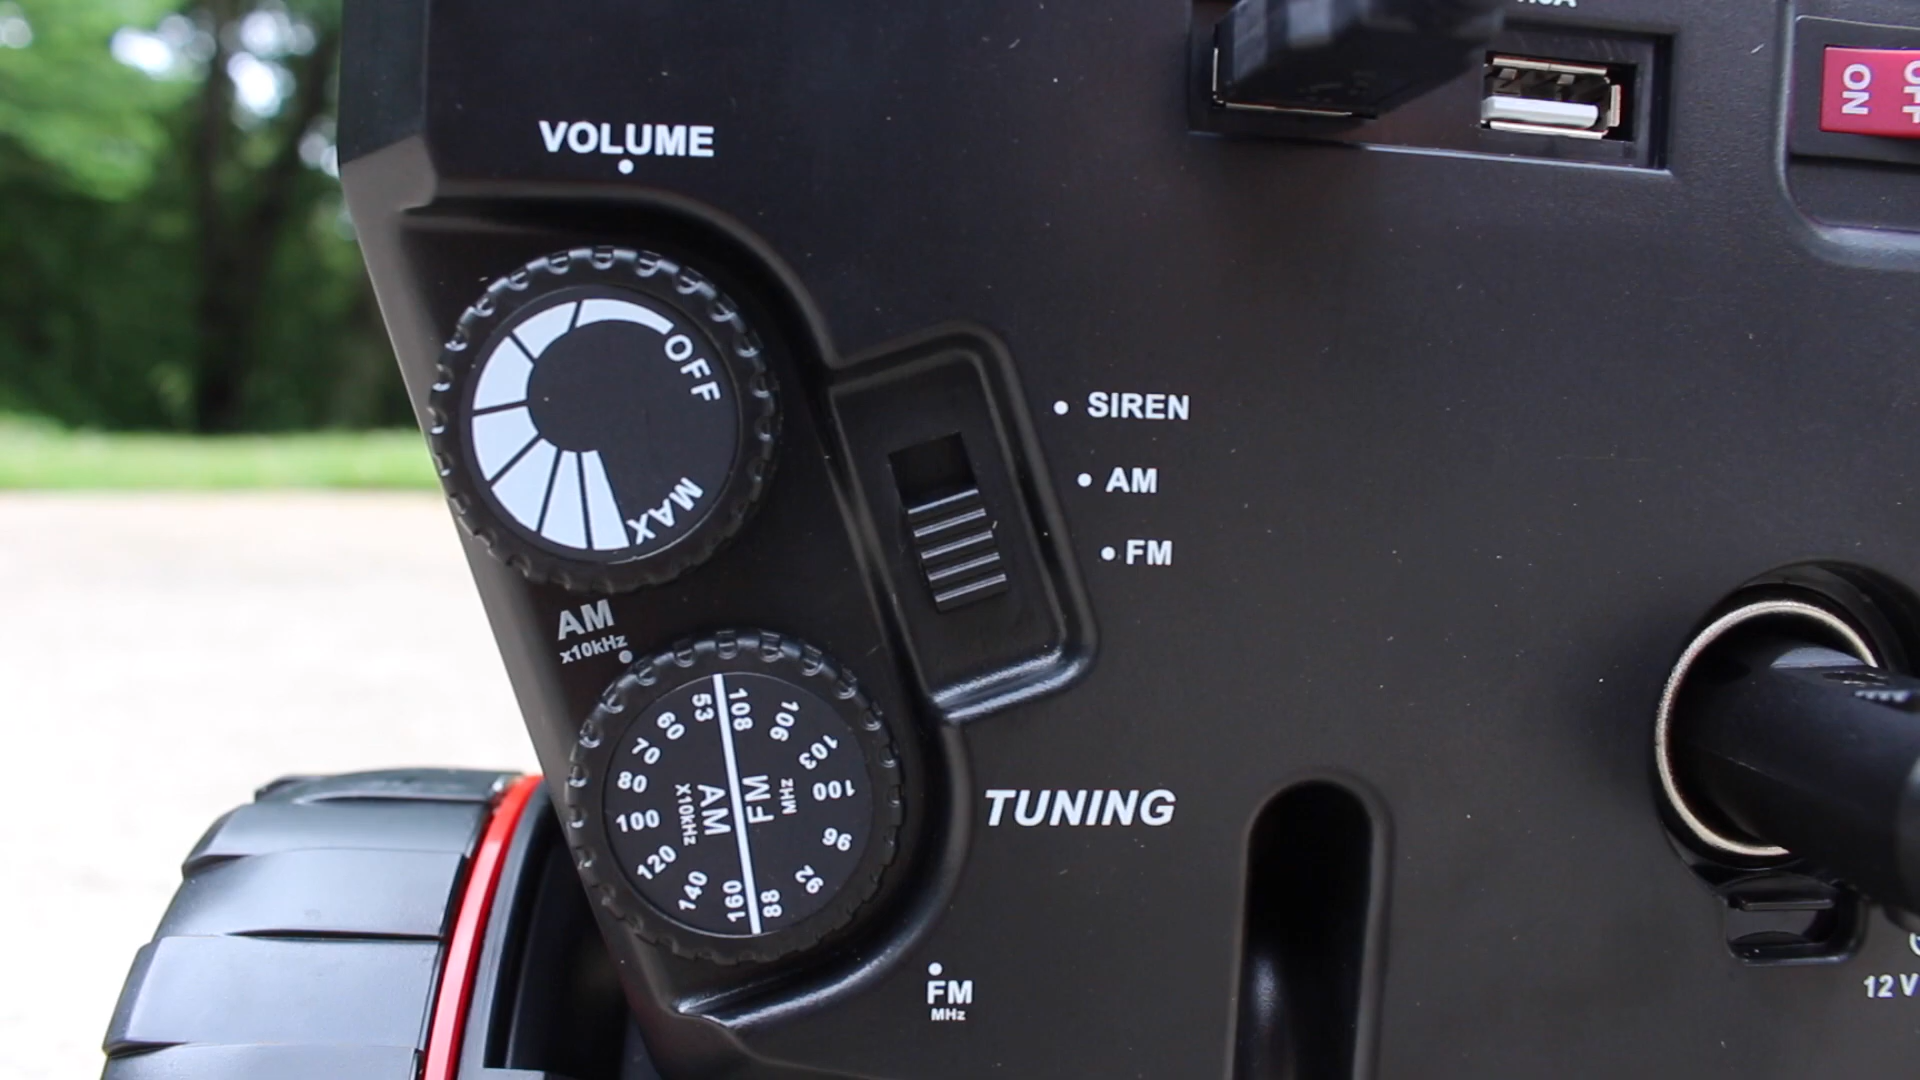 ON
OFF
VOLUME
OFF
MAX
SIREN
AM
FM
AM
x10kHz
53
60
70
80
100
120
140
160
AM
X10kHz
FM
MHz
108
106
103
100
96
92
88
TUNING
FM
MHz
12 V